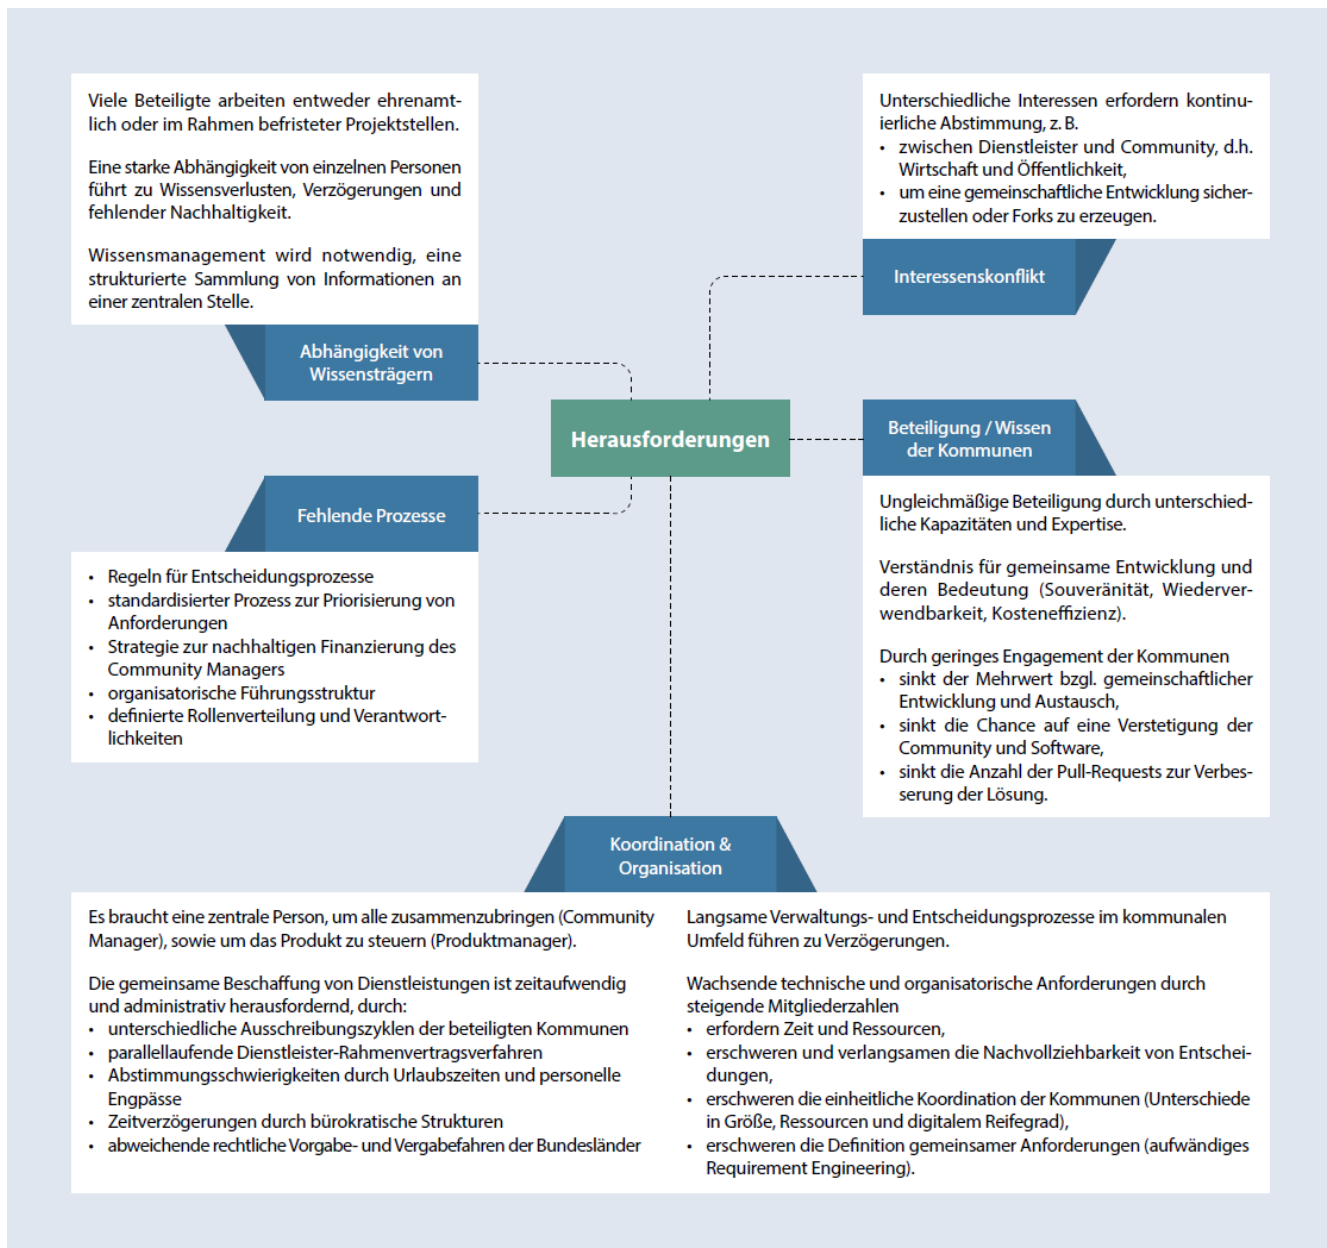 Viele Beteiligte arbeiten entweder ehrenamt-
lich oder im Rahmen befristeter Projektstellen.
Eine starke Abhängigkeit von einzelnen Personen
führt zu Wissensverlusten, Verzögerungen und
fehlender Nachhaltigkeit.
Wissensmanagement wird notwendig, eine
strukturierte Sammlung von Informationen an
einer zentralen Stelle.
Abhängigkeit von
Wissensträgern
Unterschiedliche Interessen erfordern kontinu-
ierliche Abstimmung, z. B.
• zwischen Dienstleister und Community, d.h.
Wirtschaft und Öffentlichkeit,
• um eine gemeinschaftliche Entwicklung sicher-
zustellen oder Forks zu erzeugen.
Interessenskonflikt
Herausforderungen
Beteiligung / Wissen
der Kommunen
Ungleichmäßige Beteiligung durch unterschied-
liche Kapazitäten und Expertise.
Verständnis für gemeinsame Entwicklung und
deren Bedeutung (Souveränität, Wiederver-
wendbarkeit, Kosteneffizienz).
Durch geringes Engagement der Kommunen
• sinkt der Mehrwert bzgl. gemeinschaftlicher
Entwicklung und Austausch,
• sinkt die Chance auf eine Verstetigung der
Community und Software,
• sinkt die Anzahl der Pull-Requests zur Verbes-
serung der Lösung.
Fehlende Prozesse
• Regeln für Entscheidungsprozesse
• standardisierter Prozess zur Priorisierung von
Anforderungen
• Strategie zur nachhaltigen Finanzierung des
Community Managers
• organisatorische Führungsstruktur
• definierte Rollenverteilung und Verantwort-
lichkeiten
Koordination &
Organisation
Es braucht eine zentrale Person, um alle zusammenzubringen (Community
Manager), sowie um das Produkt zu steuern (Produktmanager).
Die gemeinsame Beschaffung von Dienstleistungen ist zeitaufwendig
und administrativ herausfordernd, durch:
• unterschiedliche Ausschreibungszyklen der beteiligten Kommunen
• parallellaufende Dienstleister-Rahmenvertragsverfahren
• Abstimmungsschwierigkeiten durch Urlaubszeiten und personelle
Engpässe
• Zeitverzögerungen durch bürokratische Strukturen
• abweichende rechtliche Vorgabe- und Vergabefahren der Bundesländer
Langsame Verwaltungs- und Entscheidungsprozesse im kommunalen
Umfeld führen zu Verzögerungen.
Wachsende technische und organisatorische Anforderungen durch
steigende Mitgliederzahlen
• erfordern Zeit und Ressourcen,
• erschweren und verlangsamen die Nachvollziehbarkeit von Entschei-
dungen,
• erschweren die einheitliche Koordination der Kommunen (Unterschiede
in Größe, Ressourcen und digitalem Reifegrad),
• erschweren die Definition gemeinsamer Anforderungen (aufwändiges
Requirement Engineering).